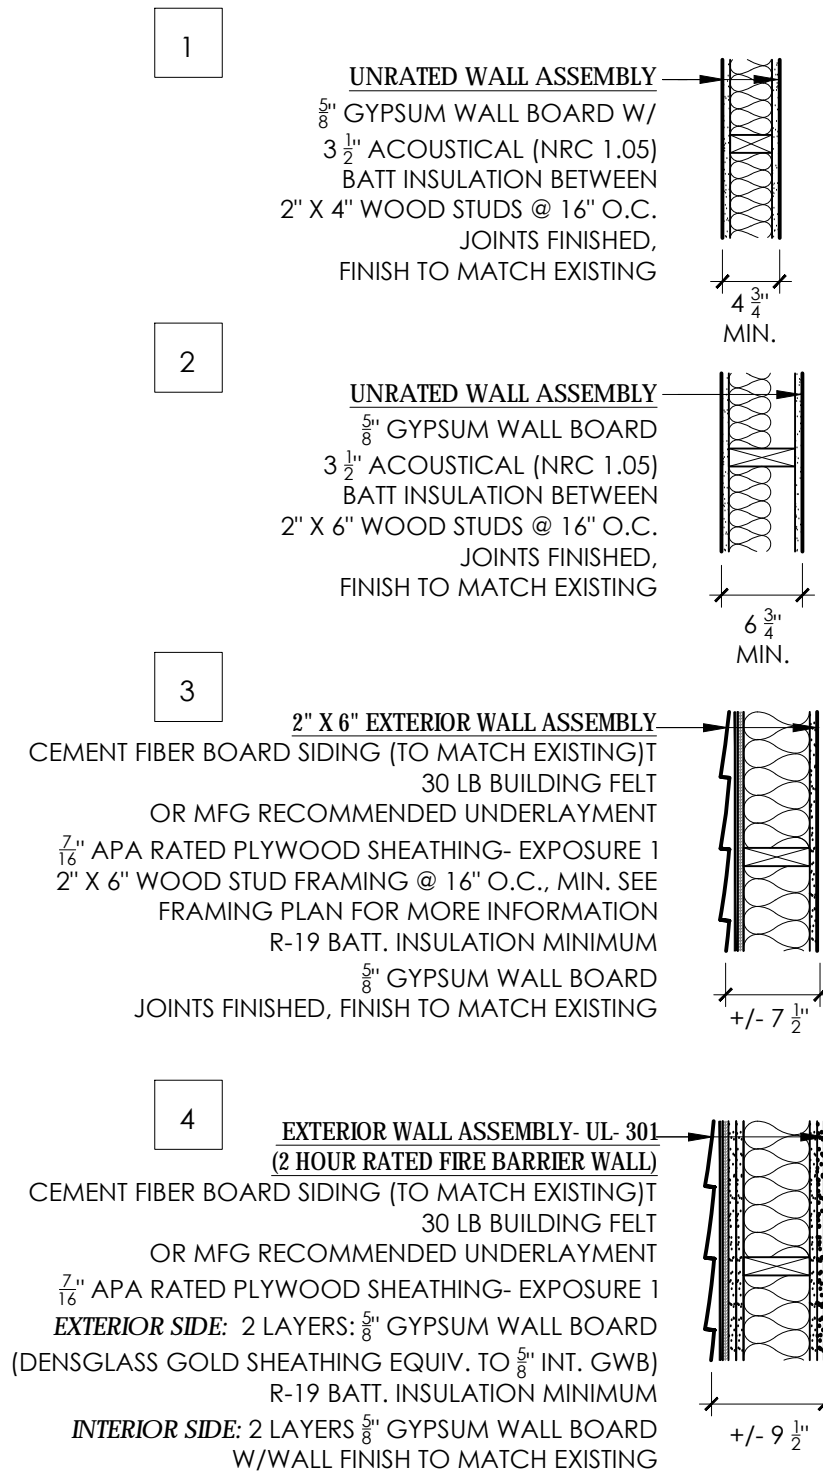 1
UNRATED WALL ASSEMBLY
5/8" GYPSUM WALL BOARD W/
3 1/2" ACOUSTICAL (NRC 1.05)
BATT INSULATION BETWEEN
2" X 4" WOOD STUDS @ 16" O.C.
JOINTS FINISHED,
FINISH TO MATCH EXISTING
4 3/4"
MIN.
2
UNRATED WALL ASSEMBLY
5/8" GYPSUM WALL BOARD
3 1/2" ACOUSTICAL (NRC 1.05)
BATT INSULATION BETWEEN
2" X 6" WOOD STUDS @ 16" O.C.
JOINTS FINISHED,
FINISH TO MATCH EXISTING
6 3/4"
MIN.
3
2" X 6" EXTERIOR WALL ASSEMBLY
CEMENT FIBER BOARD SIDING (TO MATCH EXISTING)T
30 LB BUILDING FELT
OR MFG RECOMMENDED UNDERLAYMENT
7/16" APA RATED PLYWOOD SHEATHING- EXPOSURE 1
2" X 6" WOOD STUD FRAMING @ 16" O.C., MIN. SEE
FRAMING PLAN FOR MORE INFORMATION
R-19 BATT. INSULATION MINIMUM
5/8" GYPSUM WALL BOARD
JOINTS FINISHED, FINISH TO MATCH EXISTING
+/- 7 1/2"
4
EXTERIOR WALL ASSEMBLY- UL- 301
(2 HOUR RATED FIRE BARRIER WALL)
CEMENT FIBER BOARD SIDING (TO MATCH EXISTING)T
30 LB BUILDING FELT
OR MFG RECOMMENDED UNDERLAYMENT
7/16" APA RATED PLYWOOD SHEATHING- EXPOSURE 1
EXTERIOR SIDE: 2 LAYERS: 5/8" GYPSUM WALL BOARD
(DENSGLASS GOLD SHEATHING EQUIV. TO 5/8" INT. GWB)
R-19 BATT. INSULATION MINIMUM
INTERIOR SIDE: 2 LAYERS 5/8" GYPSUM WALL BOARD
W/WALL FINISH TO MATCH EXISTING
+/- 9 1/2"